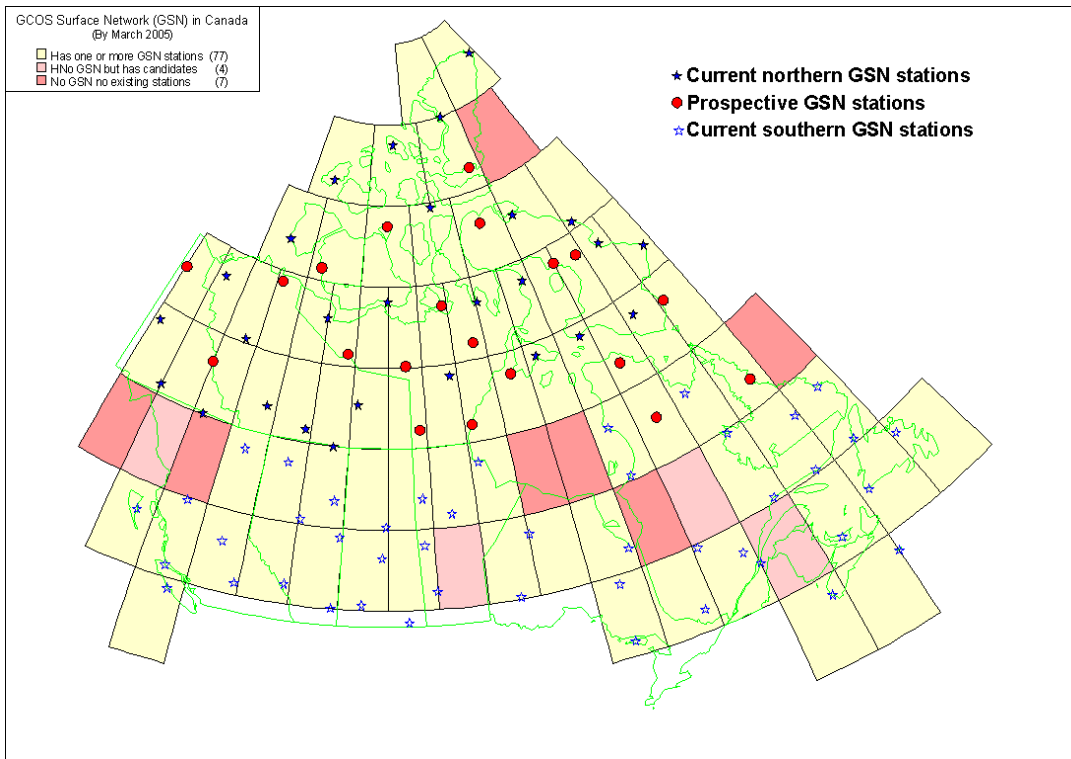 GCOS Surface Network (GSN) in Canada
(By March 2005)
Has one or more GSN stations (77)
HNo GSN but has candidates (4)
No GSN no existing stations (7)
Current northern GSN stations
Prospective GSN stations
Current southern GSN stations